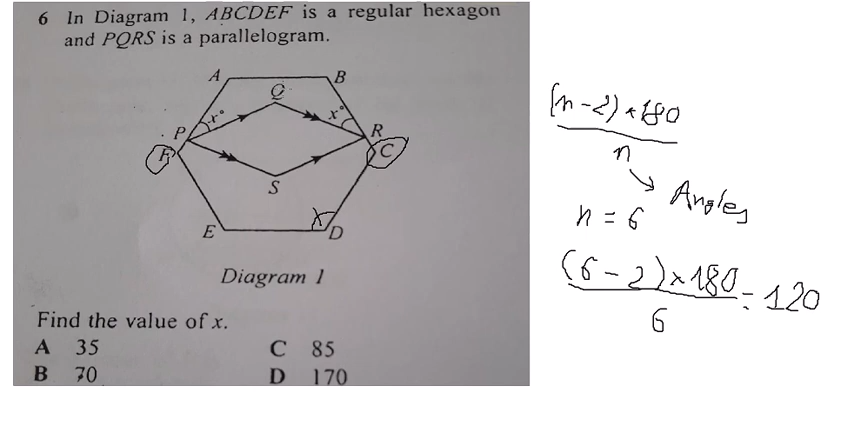 6 In Diagram 1, ABCDEF is a regular hexagon
and PQRS is a parallelogram.
A B
Q
x° x°
P R
F C
S
E D
Diagram 1
Find the value of x.
A 35 C 85
B 70 D 170
(n - 2) × 180
n
Angles
n = 6
(6 - 2) × 180 = 120
6